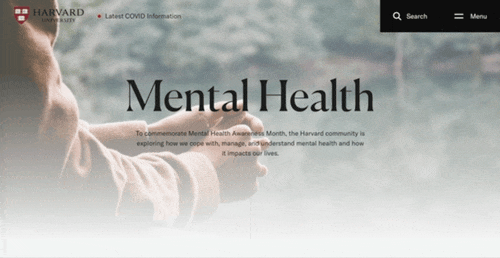 HARVARD
UNIVERSITY
Latest COVID Information
Search
Menu
Mental Health
To commemorate Mental Health Awareness Month, the Harvard community is
exploring how we cope with, manage, and understand mental health and how
it impacts our lives.